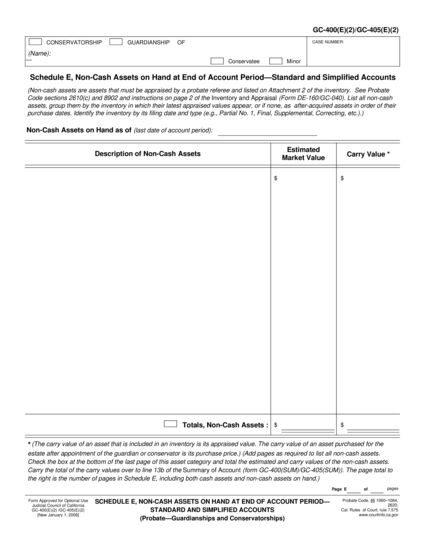 GC-400(E)(2)/GC-405(E)(2)
CONSERVATORSHIP GUARDIANSHIP OF
CASE NUMBER:
(Name):
Conservatee Minor
Schedule E, Non-Cash Assets on Hand at End of Account Period—Standard and Simplified Accounts
(Non-cash assets are assets that must be appraised by a probate referee and listed on Attachment 2 of the inventory. See Probate
Code sections 2610(c) and 8902 and instructions on page 2 of the Inventory and Appraisal (Form DE-160/GC-040). List all non-cash
assets, group them by the inventory in which their latest appraised values appear, or if none, as after-acquired assets in order of their
purchase dates. Identify the inventory by its filing date and type (e.g., Partial No. 1, Final, Supplemental, Correcting, etc.).)
Non-Cash Assets on Hand as of (last date of account period):
Description of Non-Cash Assets
Estimated
Market Value
Carry Value *
$ $
Totals, Non-Cash Assets : $ $
* (The carry value of an asset that is included in an inventory is its appraised value. The carry value of an asset purchased for the
estate after appointment of the guardian or conservator is its purchase price.) (Add pages as required to list all non-cash assets.
Check the box at the bottom of the last page of this asset category and total the estimated and carry values of the non-cash assets.
Carry the total of the carry values over to line 13b of the Summary of Account (form GC-400(SUM)/GC-405(SUM)). The page total to
the right is the number of pages in Schedule E, including both cash assets and non-cash assets on hand.)
Page E of pages
Form Approved for Optional Use
Judicial Council of California
GC-400(E)(2) /GC-405(E)(2)
[New January 1, 2008]
SCHEDULE E, NON-CASH ASSETS ON HAND AT END OF ACCOUNT PERIOD—
STANDARD AND SIMPLIFIED ACCOUNTS
(Probate—Guardianships and Conservatorships)
Probate Code, §§ 1060–1064,
2620;
Cal. Rules of Court, rule 7.575
www.courtinfo.ca.gov